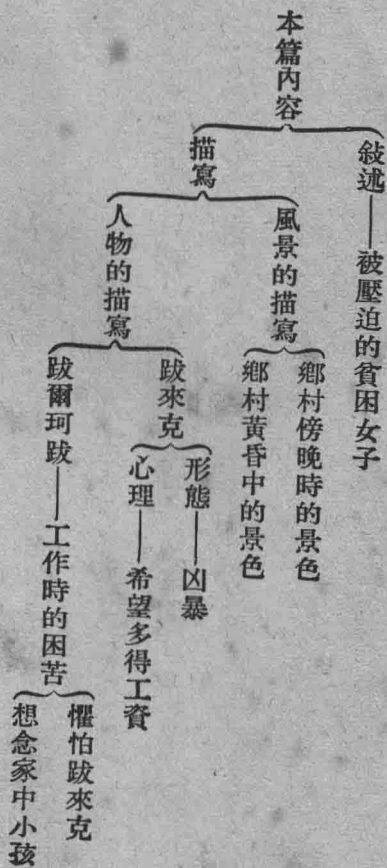 本篇內容
敍述——被壓迫的貧困女子
描寫
風景的描寫
鄉村傍晚時的景色
鄉村黃昏中的景色
人物的描寫
跋來克
形態——凶暴
心理——希望多得工資
跋爾珂跋——工作時的困苦
懼怕跋來克
想念家中小孩